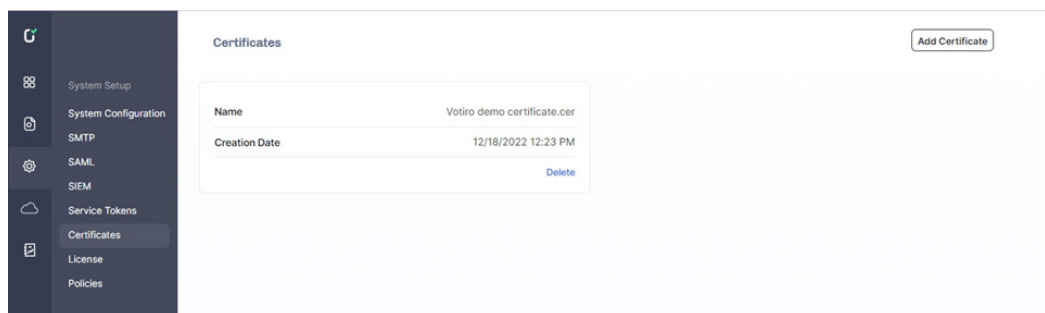 Certificates
Add Certificate
System Setup
System Configuration
SMTP
SAML
SIEM
Service Tokens
Certificates
License
Policies
Name Votiro demo certificate.cer
Creation Date 12/18/2022 12:23 PM
Delete